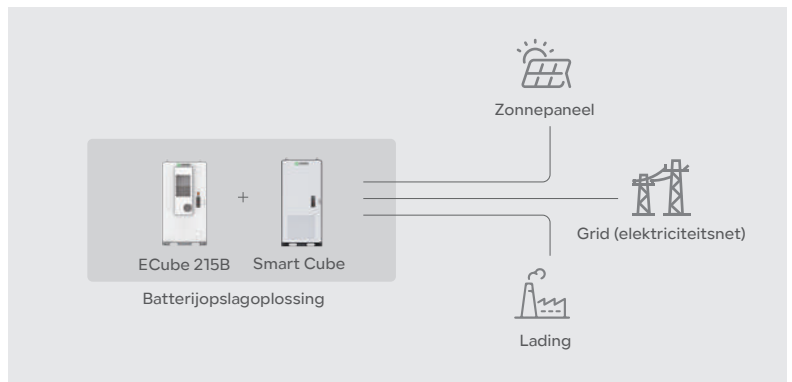 Zonnepaneel
+
Grid (elektriciteitsnet)
ECube 215B
Smart Cube
Batterijopslagoplossing
Lading